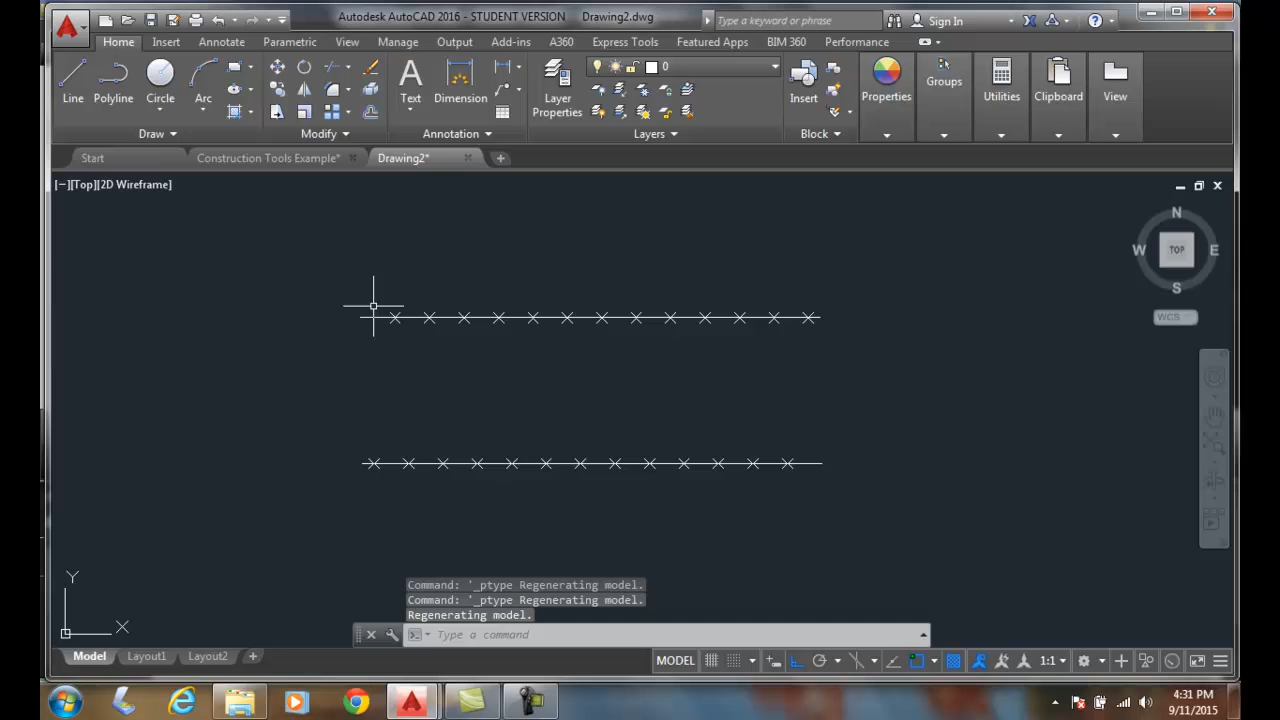 Autodesk AutoCAD 2016 - STUDENT VERSION Drawing2.dwg
Type a keyword or phrase
Sign In
Home Insert Annotate Parametric View Manage Output Add-ins A360 Express Tools Featured Apps BIM 360 Performance
Line Polyline Circle Arc
Text Dimension
Layer Properties
0
Insert
Properties
Groups
Utilities
Clipboard
View
Draw Modify Annotation Layers Block
Start Construction Tools Example* Drawing2*
[−][Top][2D Wireframe]
N
W TOP E
S
WCS
Y
X
Command: '_ptype Regenerating model.
Command: '_ptype Regenerating model.
Regenerating model.
Type a command
Model Layout1 Layout2
MODEL 1:1
4:31 PM
9/11/2015